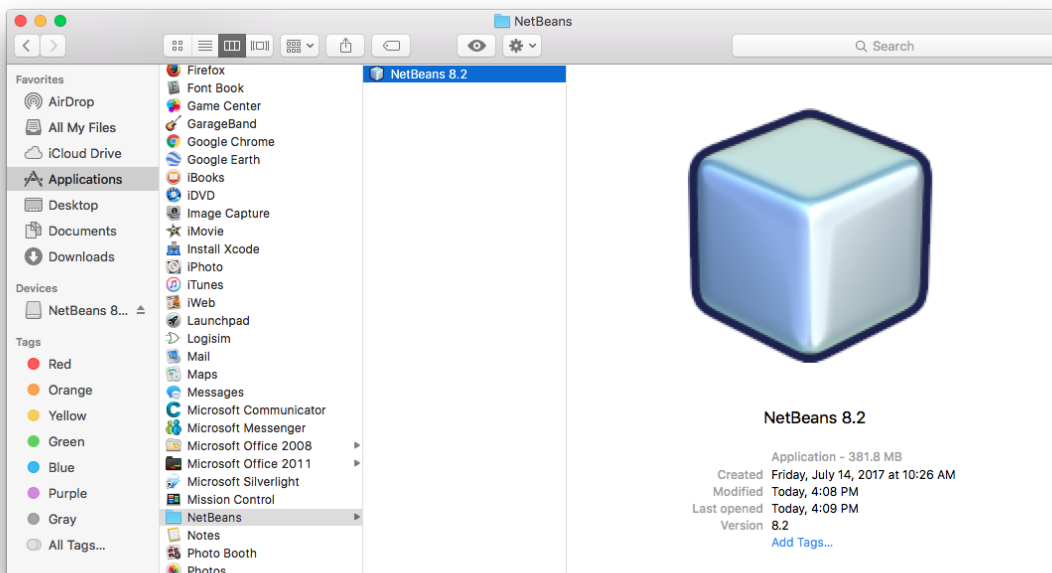 NetBeans
Search
Favorites
AirDrop
All My Files
iCloud Drive
Applications
Desktop
Documents
Downloads
Devices
NetBeans 8...
Tags
Red
Orange
Yellow
Green
Blue
Purple
Gray
All Tags...
Firefox
Font Book
Game Center
GarageBand
Google Chrome
Google Earth
iBooks
iDVD
Image Capture
iMovie
Install Xcode
iPhoto
iTunes
iWeb
Launchpad
Logisim
Mail
Maps
Messages
Microsoft Communicator
Microsoft Messenger
Microsoft Office 2008
Microsoft Office 2011
Microsoft Silverlight
Mission Control
NetBeans
Notes
Photo Booth
Photos
NetBeans 8.2
NetBeans 8.2
Application - 381.8 MB
Created Friday, July 14, 2017 at 10:26 AM
Modified Today, 4:08 PM
Last opened Today, 4:09 PM
Version 8.2
Add Tags...